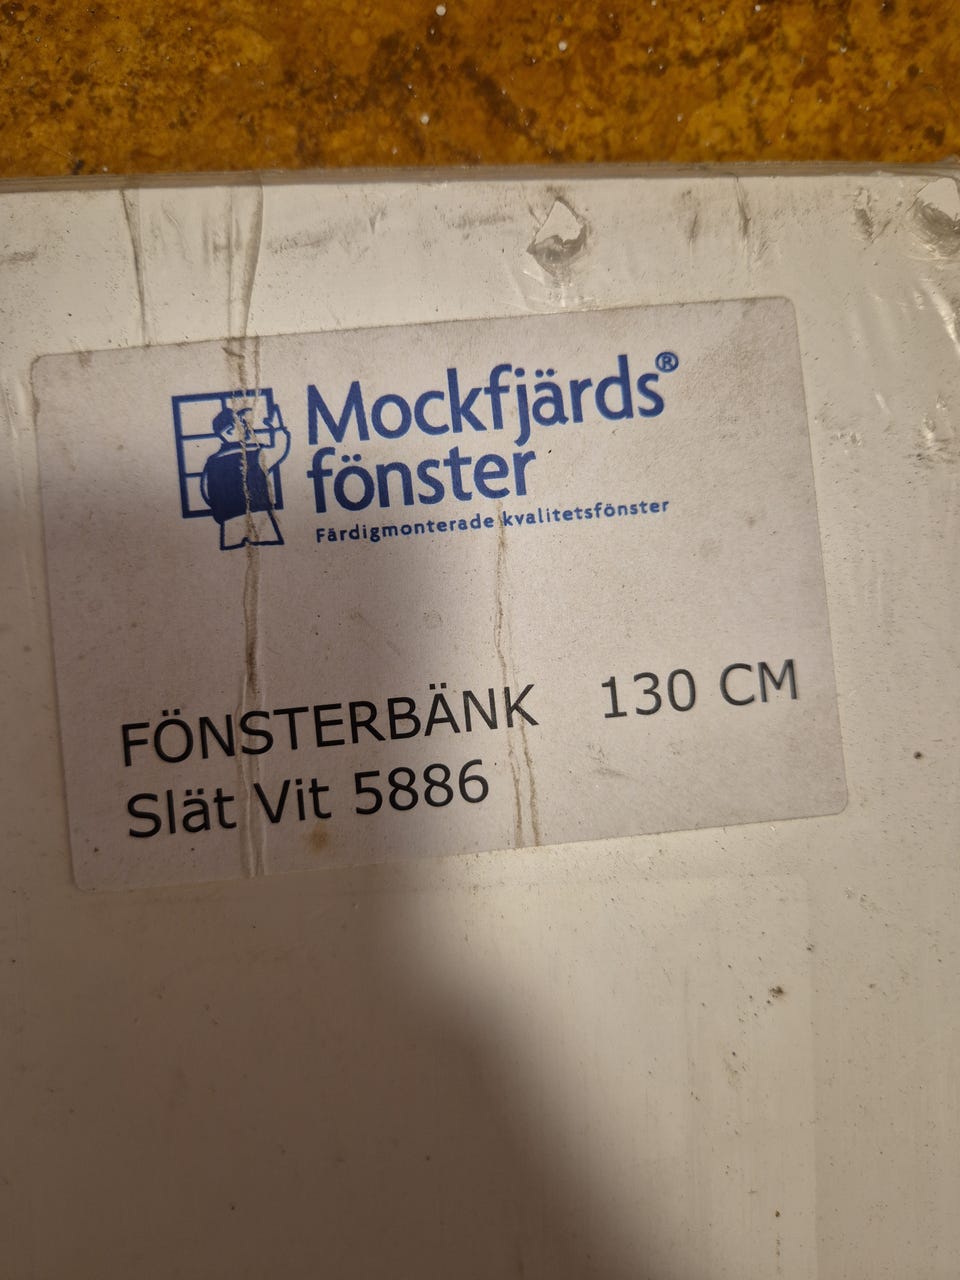 Mockfjärds®
fönster
Färdigmonterade kvalitetsfönster
FÖNSTERBÄNK 130 CM
Slät Vit 5886